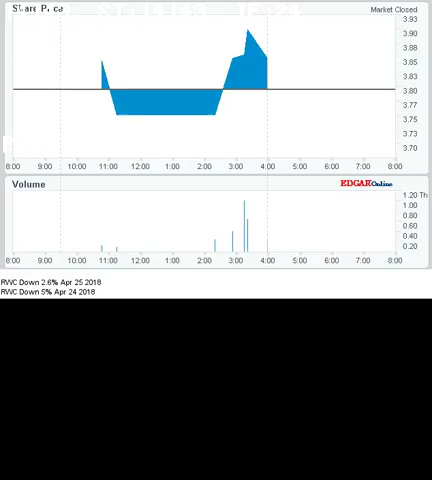 Share Price
Market Closed
3.93
3.90
3.88
3.85
3.83
3.80
3.77
3.75
3.73
3.70
8:00 9:00 10:00 11:00 12:00 1:00 2:00 3:00 4:00 5:00 6:00 7:00 8:00
Volume
EDGAROnline
1.20 Th
1.00
0.80
0.60
0.40
0.20
8:00 9:00 10:00 11:00 12:00 1:00 2:00 3:00 4:00 5:00 6:00 7:00 8:00
RWC Down 2.6% Apr 25 2018
RWC Down 5% Apr 24 2018